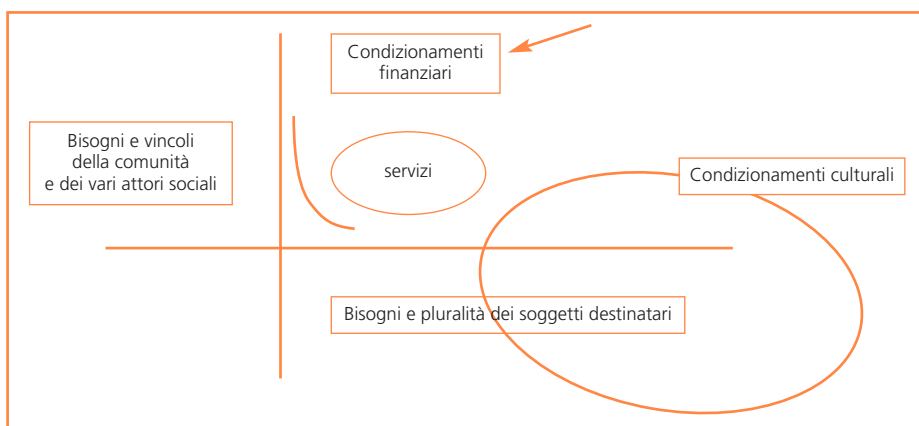 Condizionamenti
finanziari
Bisogni e vincoli
della comunità
e dei vari attori sociali
servizi
Condizionamenti culturali
Bisogni e pluralità dei soggetti destinatari